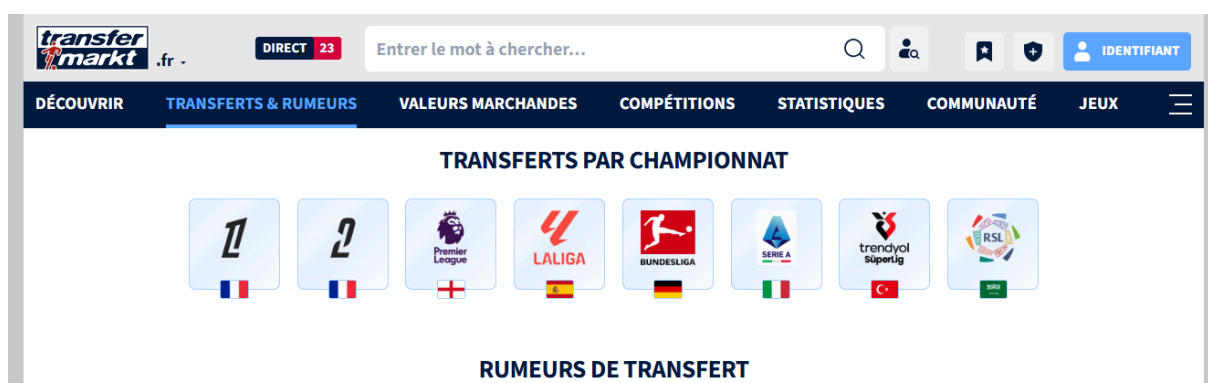 transfer
markt .fr
DIRECT 23
Entrer le mot à chercher...
IDENTIFIANT
DÉCOUVRIR TRANSFERTS & RUMEURS VALEURS MARCHANDES COMPÉTITIONS STATISTIQUES COMMUNAUTÉ JEUX
TRANSFERTS PAR CHAMPIONNAT
Premier
League
LALIGA
BUNDESLIGA
SERIE A
trendyol
SüperLig
RSL
RUMEURS DE TRANSFERT